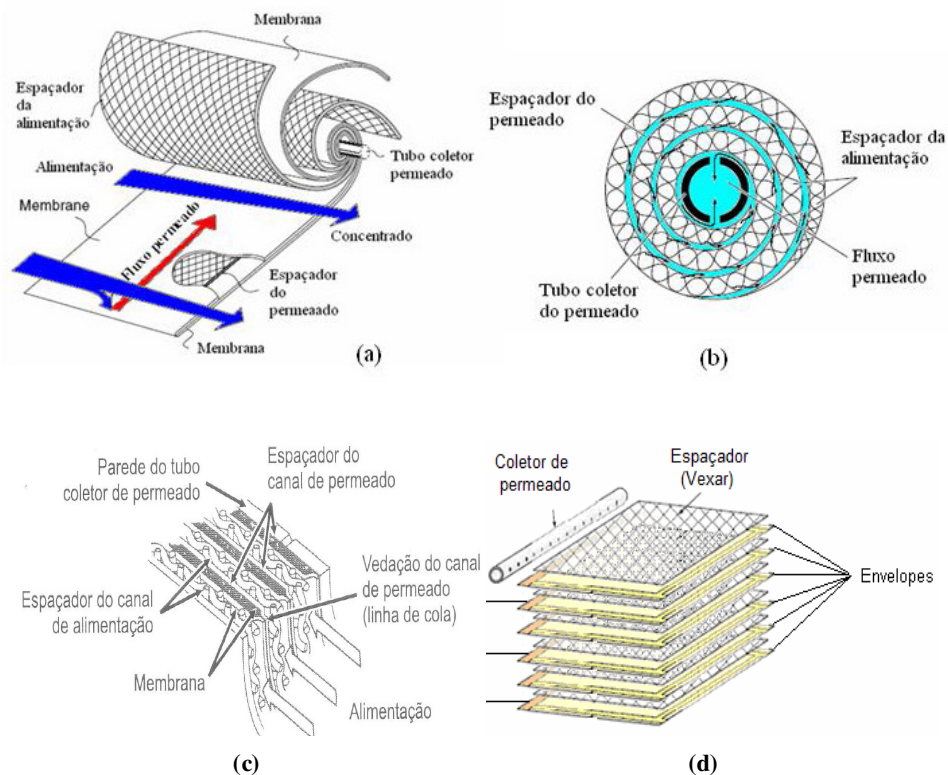 Membrana
Espaçador
da
alimentação
Tubo coletor
permeado
Alimentação
Membrane
Fluxo permeado
Concentrado
Espaçador
do
permeaado
Membrana
(a)
Espaçador do
permeado
Espaçador da
alimentação
Fluxo
permeado
Tubo coletor
do permeado
(b)
Parede do tubo
coletor de permeado
Espaçador do
canal de permeado
Espaçador do canal
de alimentação
Vedação do canal
de permeado
(linha de cola)
Membrana
Alimentação
(c)
Coletor de
permeado
Espaçador
(Vexar)
Envelopes
(d)